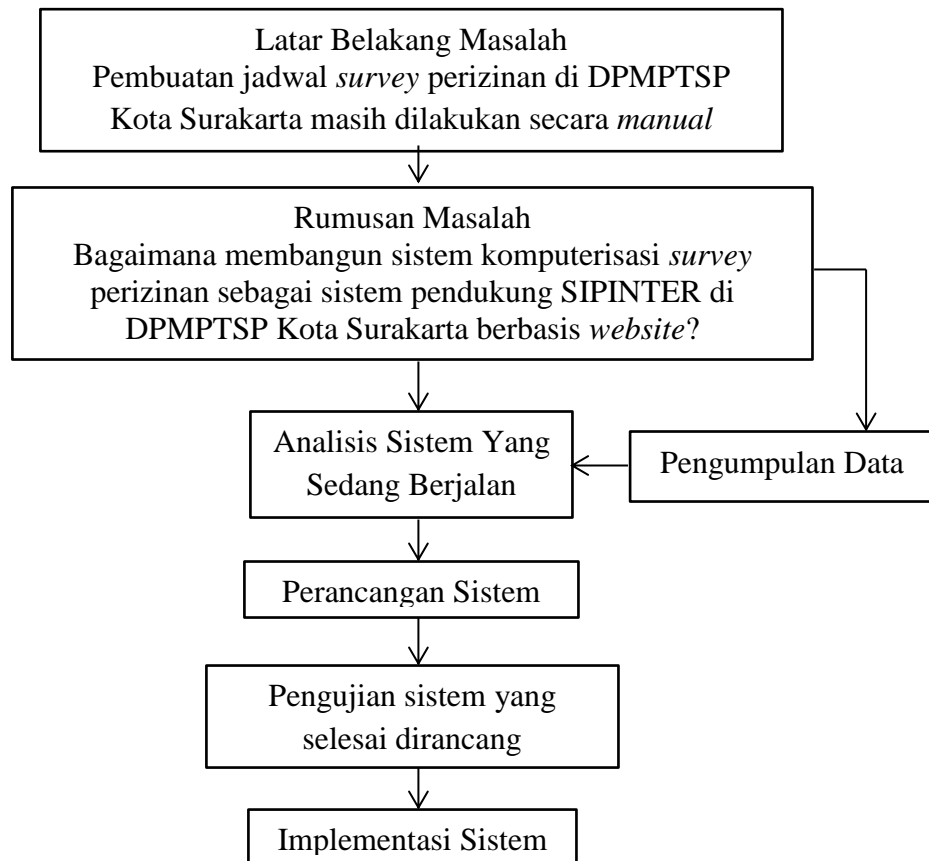 Latar Belakang Masalah
Pembuatan jadwal survey perizinan di DPMPTSP
Kota Surakarta masih dilakukan secara manual
Rumusan Masalah
Bagaimana membangun sistem komputerisasi survey
perizinan sebagai sistem pendukung SIPINTER di
DPMPTSP Kota Surakarta berbasis website?
Analisis Sistem Yang
Sedang Berjalan
Pengumpulan Data
Perancangan Sistem
Pengujian sistem yang
selesai dirancang
Implementasi Sistem